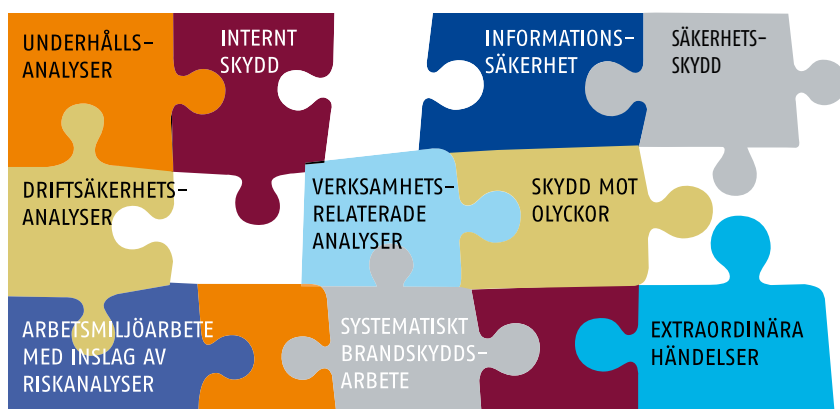 UNDERHÅLLS–
ANALYSER
INTERNT
SKYDD
INFORMATIONS-
SÄKERHET
SÄKERHETS-
SKYDD
DRIFTSÄKERHETS-
ANALYSER
VERKSAMHETS–
RELATERADE
ANALYSER
SKYDD MOT
OLYCKOR
ARBETSMILJÖARBETE
MED INSLAG AV
RISKANALYSER
SYSTEMATISKT
BRANDSKYDDS-
ARBETE
EXTRAORDINÄRA
HÄNDELSER